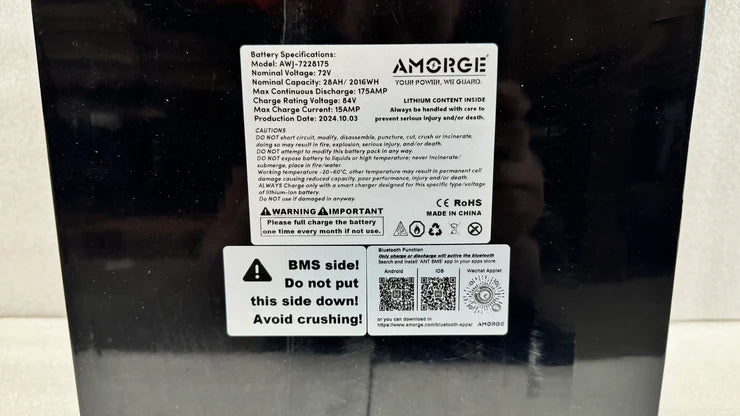 Battery Specifications:
Model: AWJ-7228175
Nominal Voltage: 72V
Nominal Capacity: 28AH/ 2016WH
Max Continuous Discharge: 175AMP
Charge Rating Voltage: 84V
Max Charge Current: 15AMP
Production Date: 2024.10.03
AMORGE
YOUR POWER, WE GUARD.
LITHIUM CONTENT INSIDE
Always be handled with care to
prevent serious injury and/or death.
CAUTIONS
DO NOT short circuit, modify, disassemble, puncture, cut, crush or incinerate,
doing so may result in fire, explosion, serious injury, and/or death.
DO NOT attempt to modify this battery pack in any way.
DO NOT expose battery to liquids or high temperature; never Incinerate/
submerge, place in fire/water.
Working temperature -20~60℃, other temperature may result in permanent cell
damage causing reduced capacity, poor performance, injury and/or death.
ALWAYS Charge only with a smart charger designed for this specific type/voltage
of lithium-ion battery.
Do NOT use if damaged in anyway.
WARNING IMPORTANT
Please full charge the battery
one time every month if not use.
CE RoHS
MADE IN CHINA
BMS side!
Do not put
this side down!
Avoid crushing!
Bluetooth Function
Only charge or discharge will active the bluetooth
Search and install 'ANT BMS' app in your apps store
Android IOS Wechat Applet
or you can download in
https://www.amorge.com/bluetooth-apps/ AMORGE